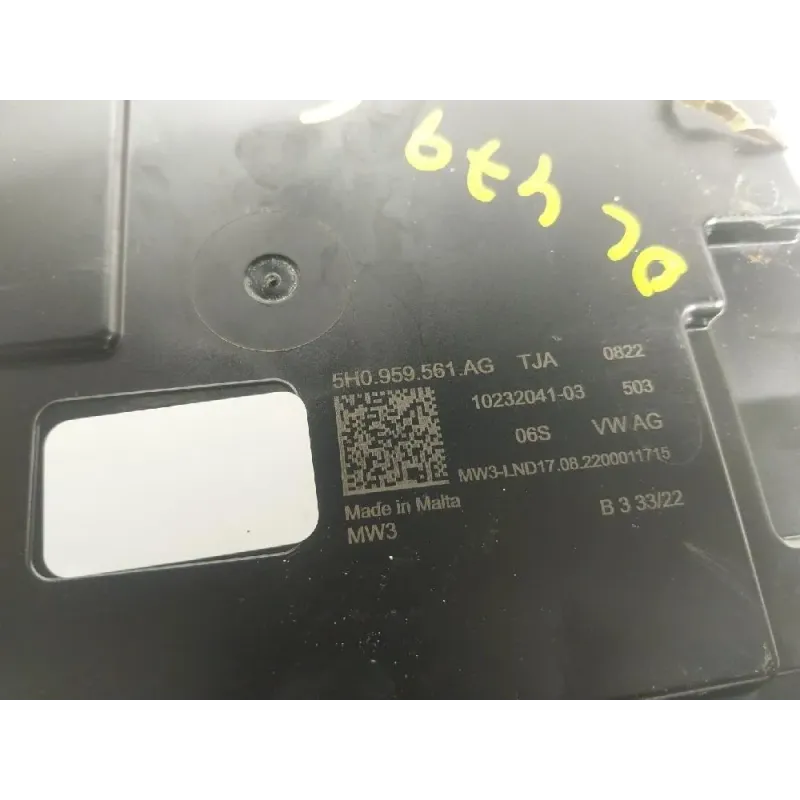 5H0.959.561.AG TJA 0822
10232041-03 503
06S VW AG
MW3-LND17.08.2200011715
Made in Malta B 3 33/22
MW3